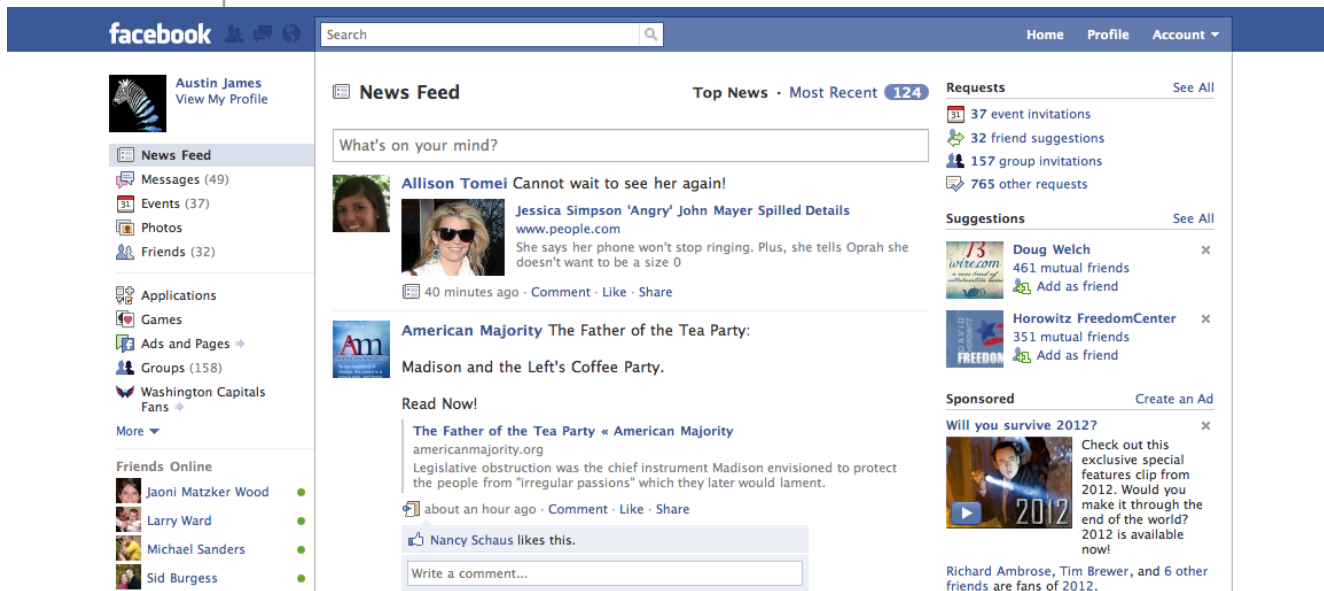 facebook
Search
Home Profile Account
Austin James
View My Profile
News Feed
Messages (49)
31 Events (37)
Photos
Friends (32)
Applications
Games
Ads and Pages
Groups (158)
Washington Capitals
Fans
More
Friends Online
Jaoni Matzker Wood
Larry Ward
Michael Sanders
Sid Burgess
News Feed
Top News · Most Recent 124
What's on your mind?
Allison Tomei Cannot wait to see her again!
Jessica Simpson 'Angry' John Mayer Spilled Details
www.people.com
She says her phone won't stop ringing. Plus, she tells Oprah she
doesn't want to be a size 0
40 minutes ago · Comment · Like · Share
Am
American Majority The Father of the Tea Party:
Madison and the Left's Coffee Party.
Read Now!
The Father of the Tea Party « American Majority
americanmajority.org
Legislative obstruction was the chief instrument Madison envisioned to protect
the people from "irregular passions" which they later would lament.
about an hour ago · Comment · Like · Share
Nancy Schaus likes this.
Write a comment...
Requests See All
31 37 event invitations
32 friend suggestions
157 group invitations
765 other requests
Suggestions See All
73
wire.com
Doug Welch
461 mutual friends
Add as friend
DAVID
HOROWITZ
FREEDOM
Horowitz FreedomCenter
351 mutual friends
Add as friend
Sponsored Create an Ad
Will you survive 2012?
2012
Check out this
exclusive special
features clip from
2012. Would you
make it through the
end of the world?
2012 is available
now!
Richard Ambrose, Tim Brewer, and 6 other
friends are fans of 2012.